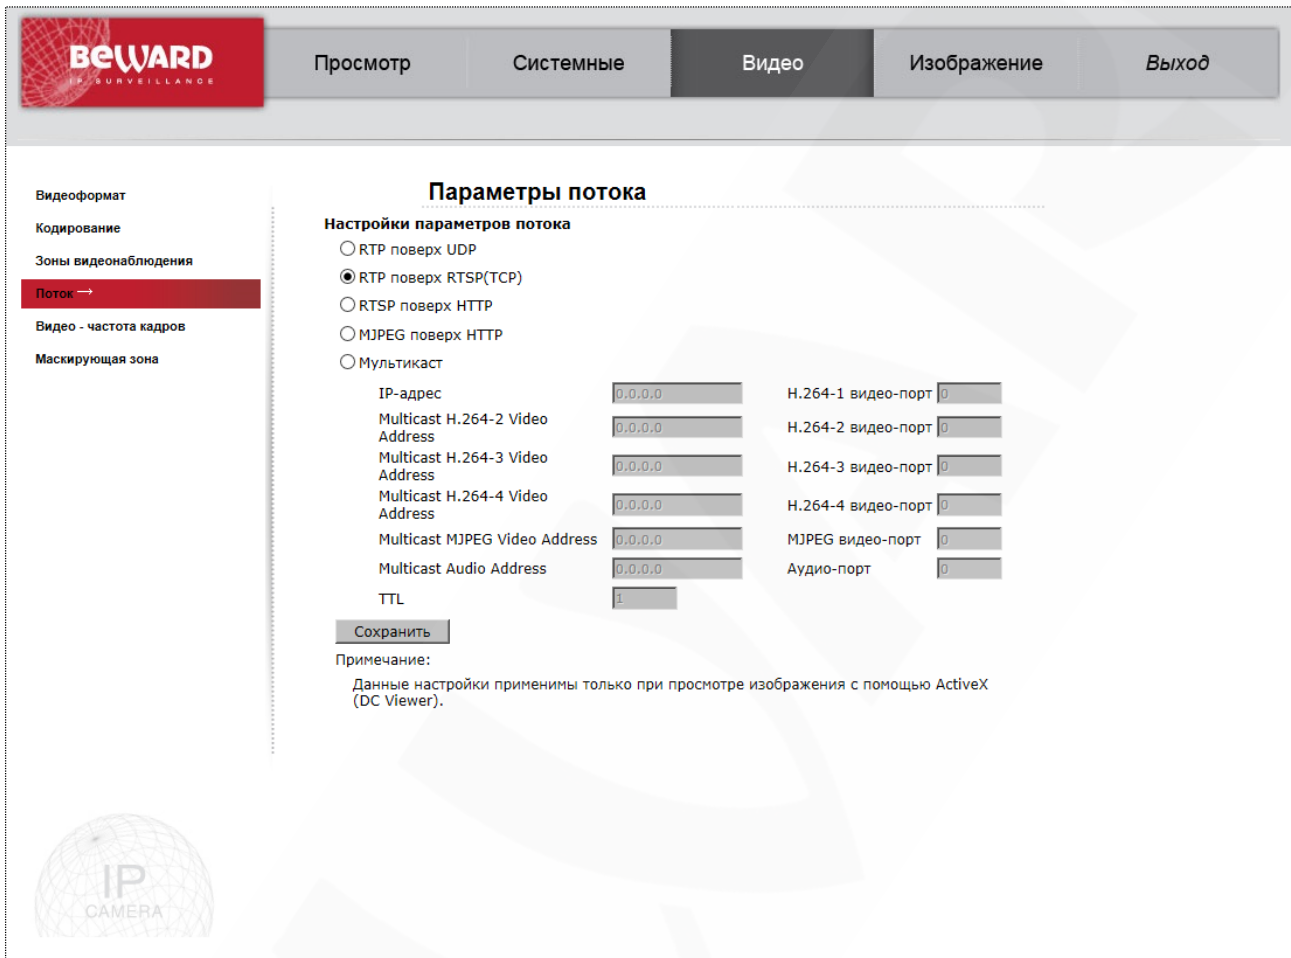 BEWARD
IP SURVEILLANCE
Просмотр
Системные
Видео
Изображение
Выход
Видеоформат
Кодирование
Зоны видеонаблюдения
Поток →
Видео - частота кадров
Маскирующая зона
Параметры потока
Настройки параметров потока
RTP поверх UDP
RTP поверх RTSP(TCP)
RTSP поверх HTTP
MJPEG поверх HTTP
Мультикаст
IP-адрес 0.0.0.0 H.264-1 видео-порт 0
Multicast H.264-2 Video
Address 0.0.0.0 H.264-2 видео-порт 0
Multicast H.264-3 Video
Address 0.0.0.0 H.264-3 видео-порт 0
Multicast H.264-4 Video
Address 0.0.0.0 H.264-4 видео-порт 0
Multicast MJPEG Video Address 0.0.0.0 MJPEG видео-порт 0
Multicast Audio Address 0.0.0.0 Аудио-порт 0
TTL 1
Сохранить
Примечание:
Данные настройки применимы только при просмотре изображения с помощью ActiveX
(DC Viewer).
IP
CAMERA